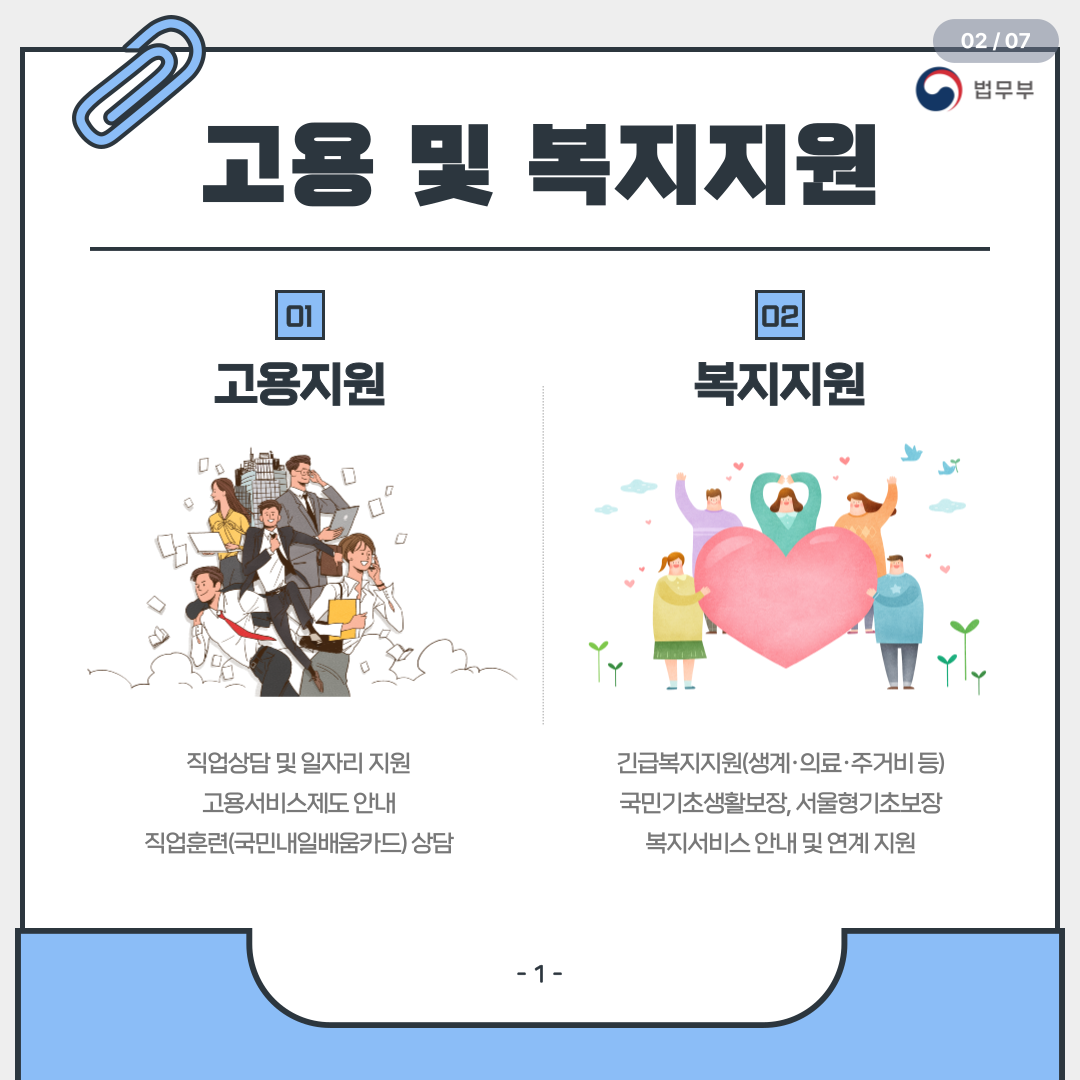 02 / 07
법무부
고용 및 복지지원
01
고용지원
직업상담 및 일자리 지원
고용서비스제도 안내
직업훈련(국민내일배움카드) 상담
02
복지지원
긴급복지지원(생계·의료·주거비 등)
국민기초생활보장, 서울형기초보장
복지서비스 안내 및 연계 지원
- 1 -